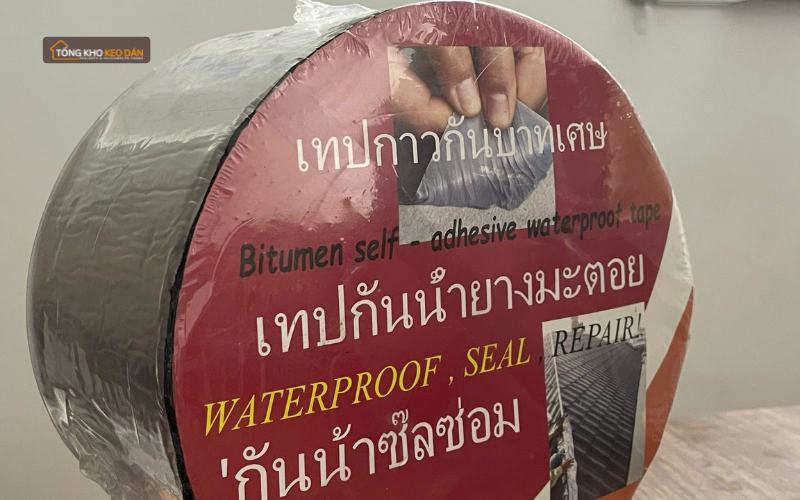 TỔNG KHO KEO DÁN
เทปกาวกันบาทเศษ
Bitumen self - adhesive waterproof tape
เทปกันน้ำยางมะตอย
WATERPROOF , SEAL , REPAIR!
'กันน้าซ๊ลซ่อม